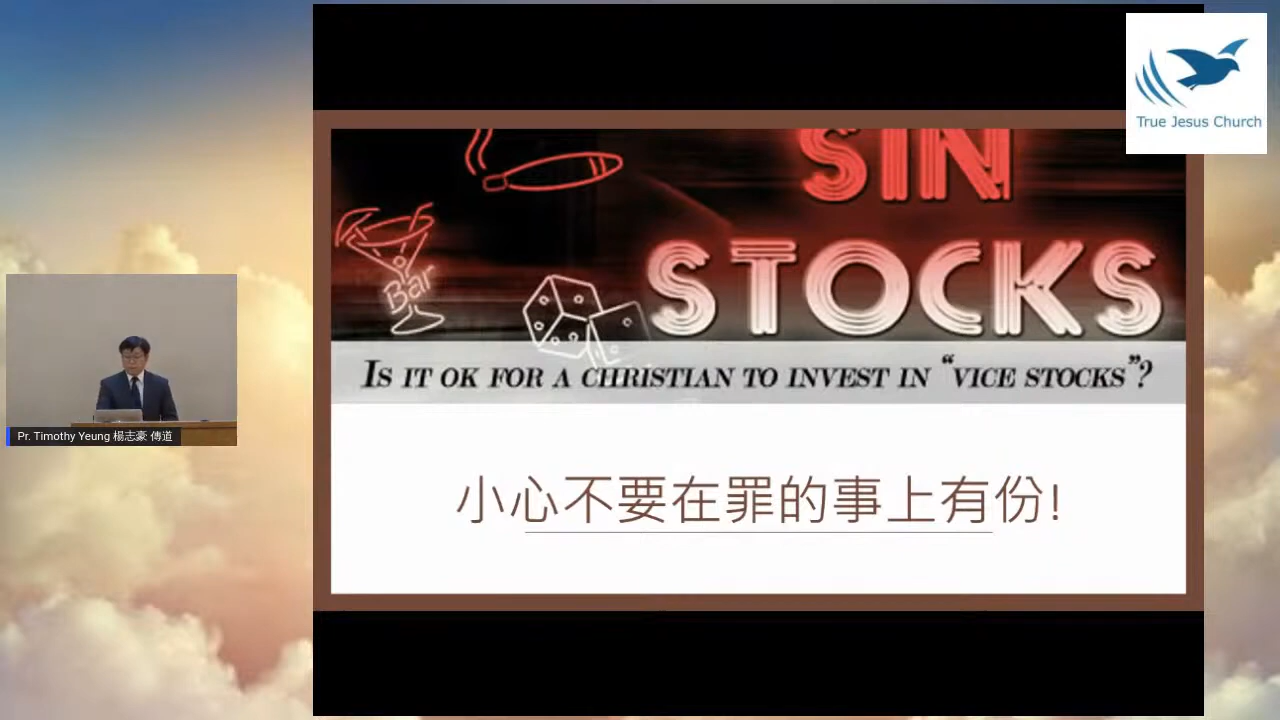 True Jesus Church
SIN
STOCKS
Bar
IS IT OK FOR A CHRISTIAN TO INVEST IN “VICE STOCKS”?
小心不要在罪的事上有份!
Pr. Timothy Yeung 楊志豪 傳道